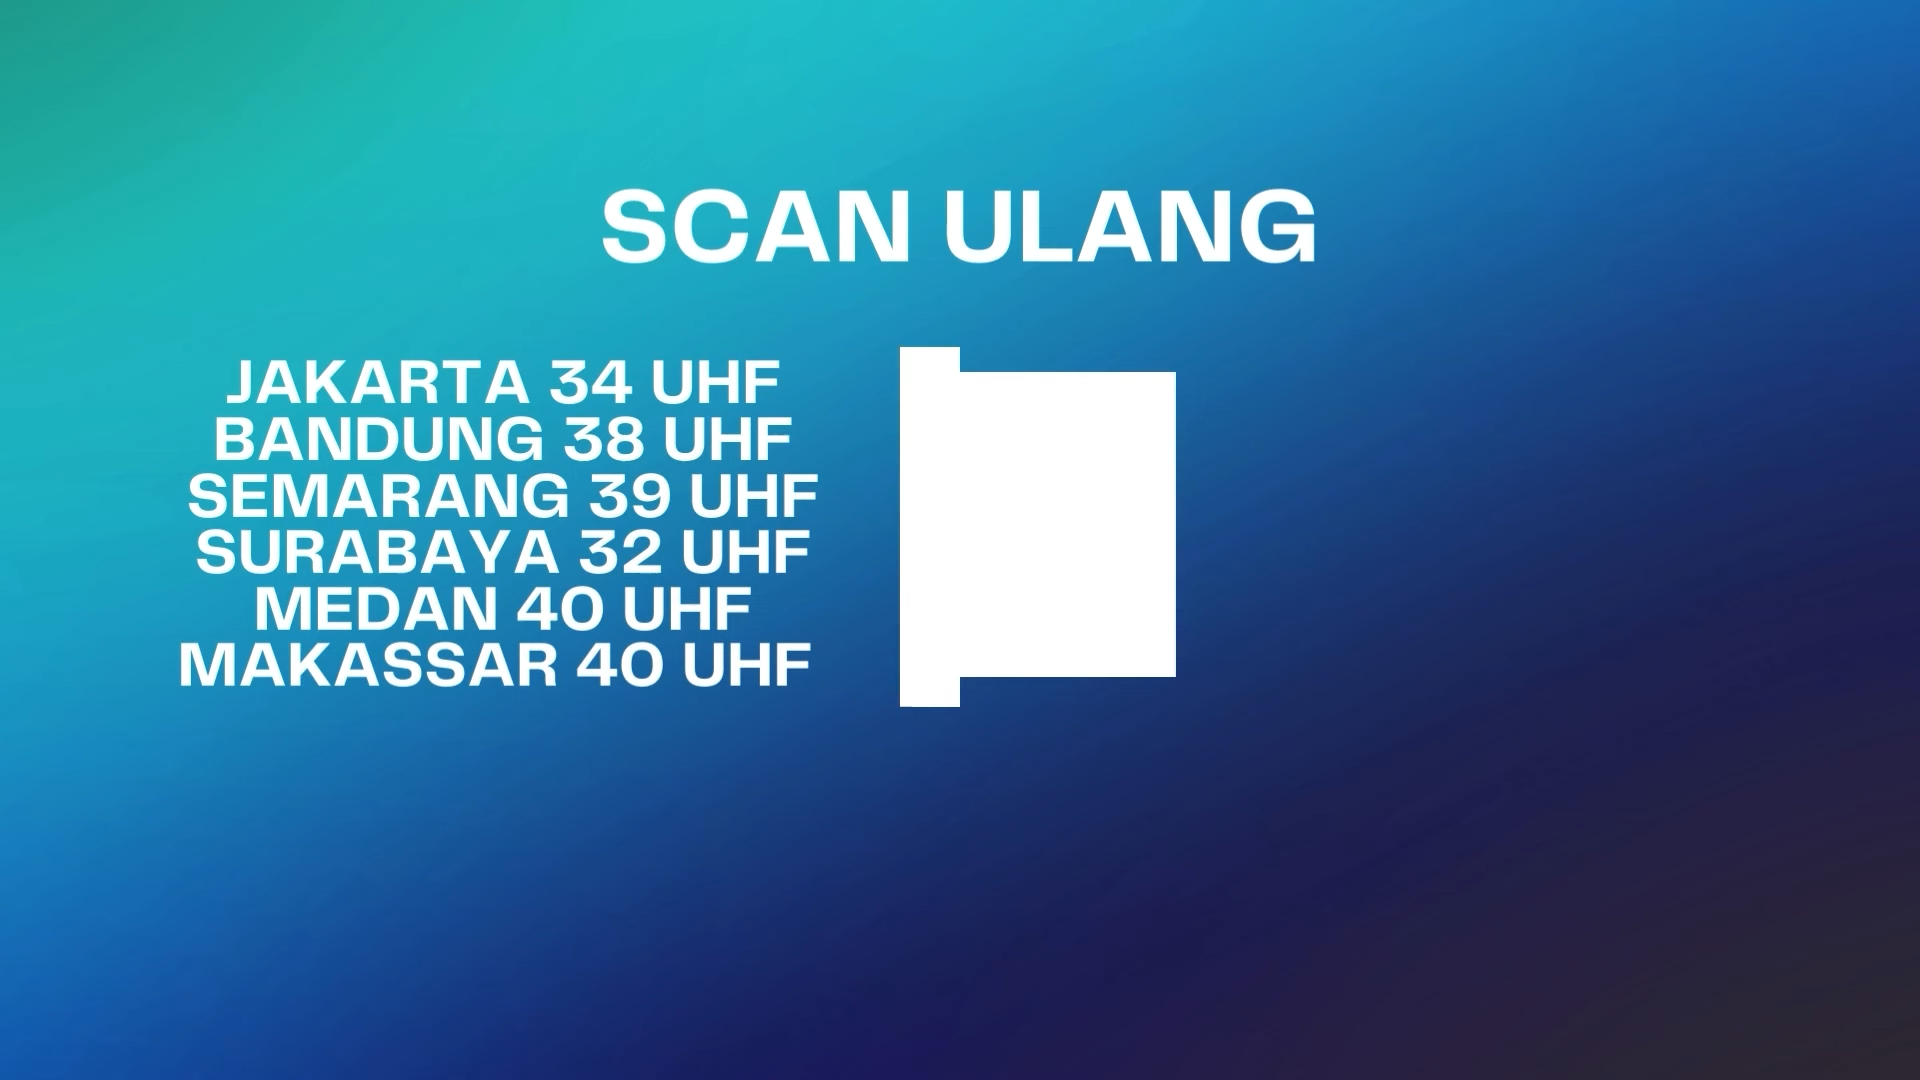 SCAN ULANG
JAKARTA 34 UHF
BANDUNG 38 UHF
SEMARANG 39 UHF
SURABAYA 32 UHF
MEDAN 40 UHF
MAKASSAR 40 UHF